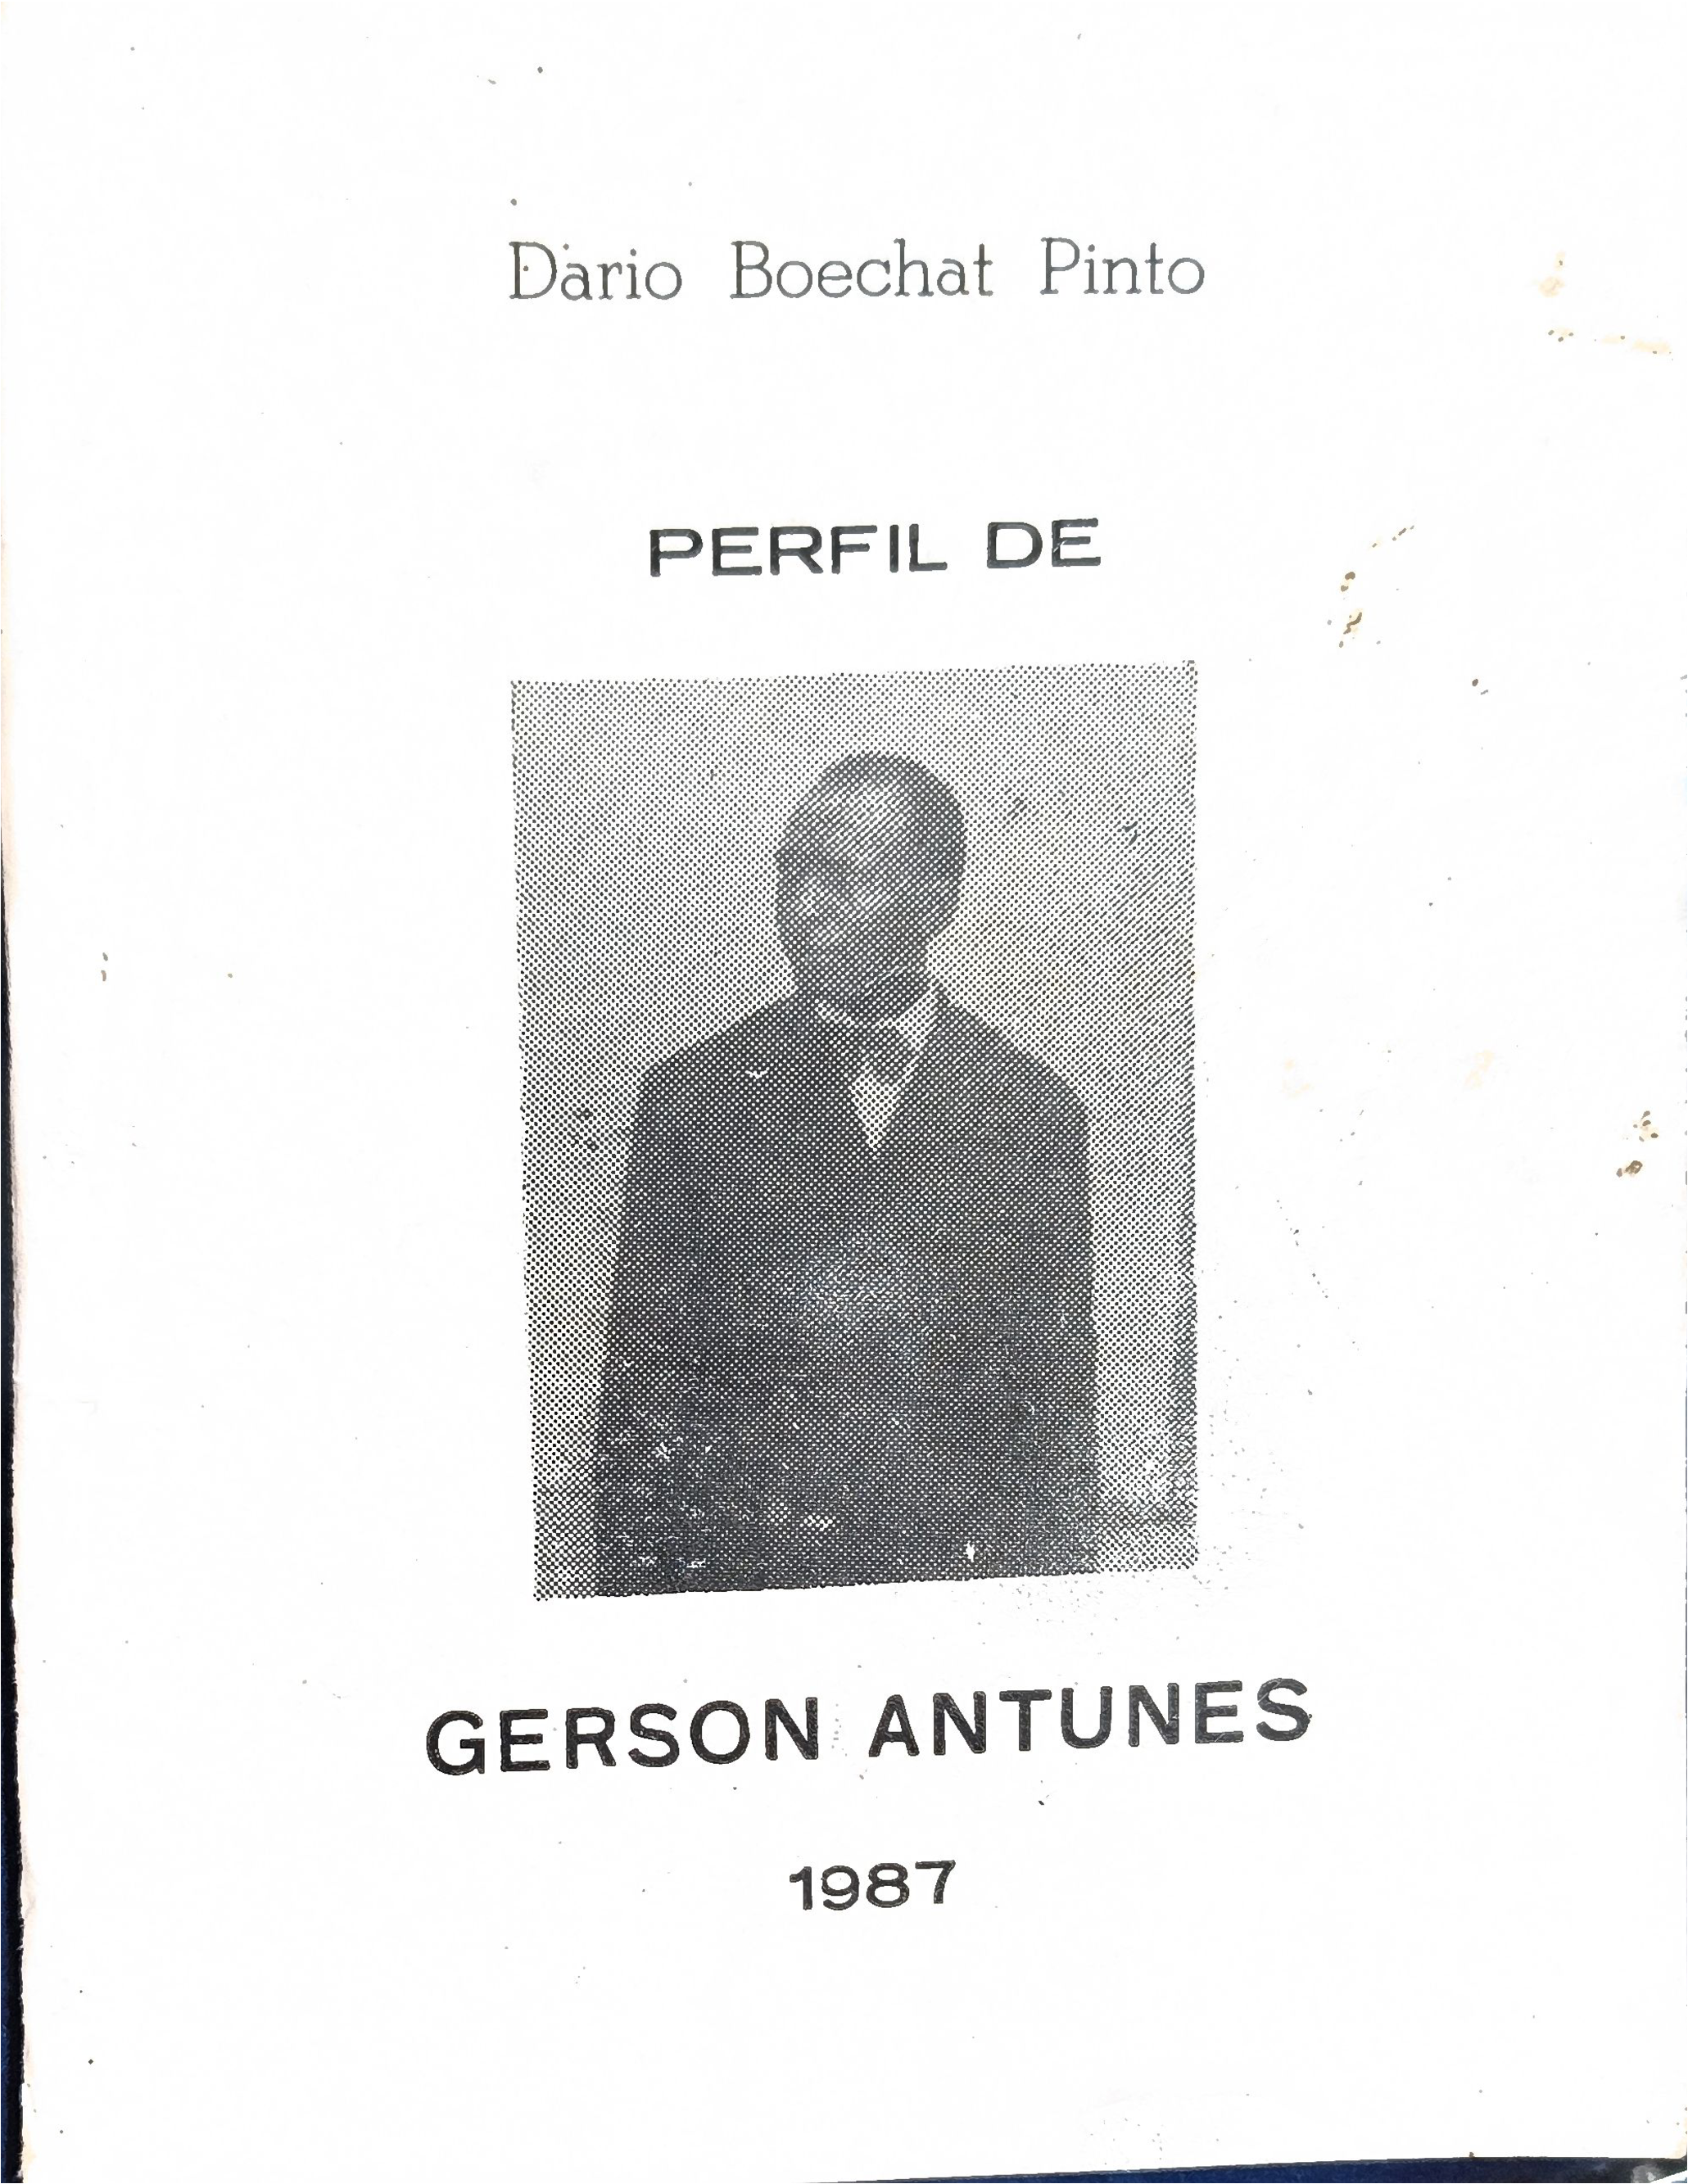 Dario Boechat Pinto
PERFIL DE
GERSON ANTUNES
1987